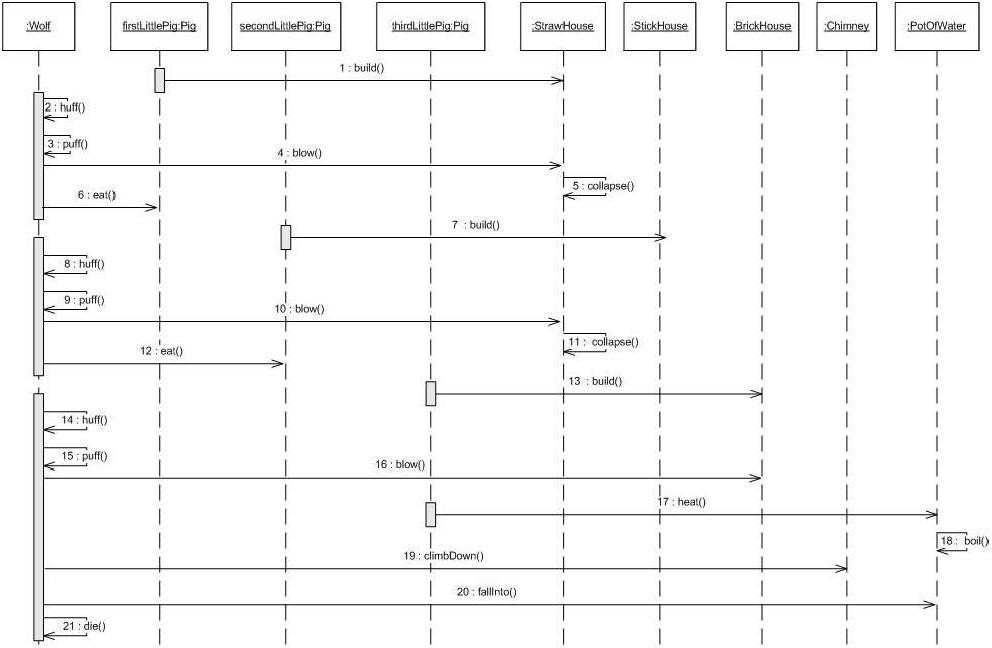 :Wolf
firstLittlePig:Pig
secondLittlePig:Pig
thirdLittlePig:Pig
:StrawHouse
:StickHouse
:BrickHouse
:Chimney
:PotOfWater
1 : build()
2 : huff()
3 : puff()
4 : blow()
5 : collapse()
6 : eat()
7 : build()
8 : huff()
9 : puff()
10 : blow()
11 : collapse()
12 : eat()
13 : build()
14 : huff()
15 : puff()
16 : blow()
17 : heat()
18 : boil()
19 : climbDown()
20 : fallInto()
21 : die()